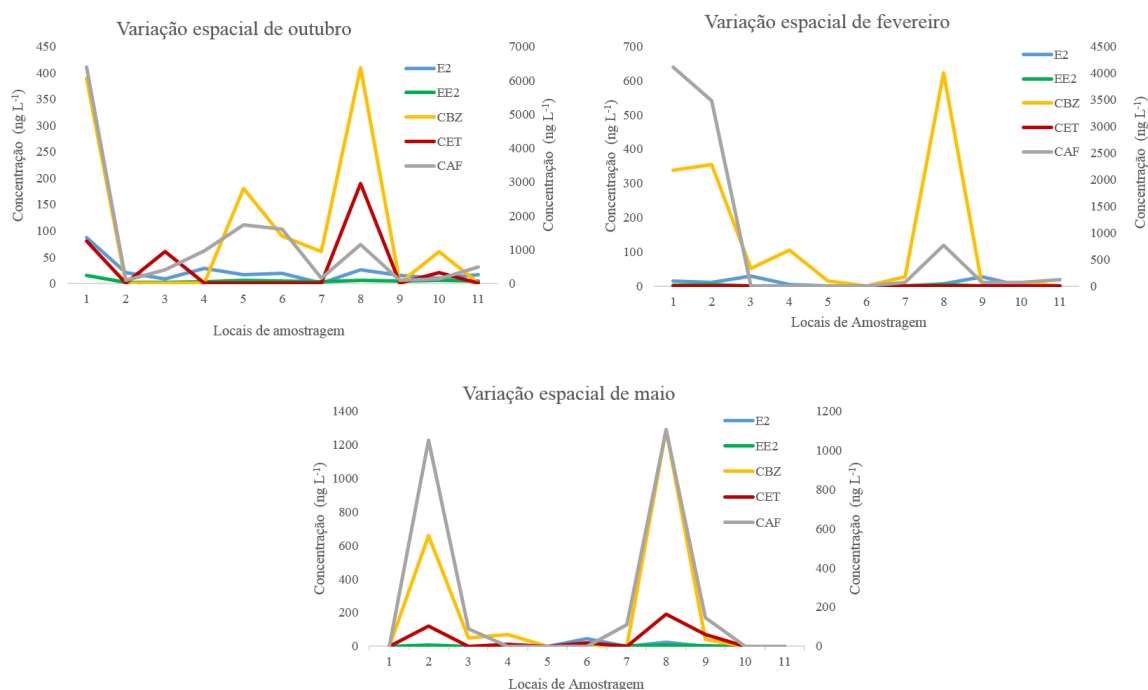 Variação espacial de outubro
Concentração (ng L⁻¹)
450
400
350
300
250
200
150
100
50
0
7000
6000
5000
4000
3000
2000
1000
0
Concentração (ng L⁻¹)
E2
EE2
CBZ
CET
CAF
1 2 3 4 5 6 7 8 9 10 11
Locais de amostragem
Variação espacial de fevereiro
Concentração (ng L⁻¹)
700
600
500
400
300
200
100
0
4500
4000
3500
3000
2500
2000
1500
1000
500
0
Concentração (ng L⁻¹)
E2
EE2
CBZ
CET
CAF
1 2 3 4 5 6 7 8 9 10 11
Locais de Amostragem
Variação espacial de maio
Concentração (ng L⁻¹)
1400
1200
1000
800
600
400
200
0
1200
1000
800
600
400
200
0
Concentração (ng L⁻¹)
E2
EE2
CBZ
CET
CAF
1 2 3 4 5 6 7 8 9 10 11
Locais de Amostragem